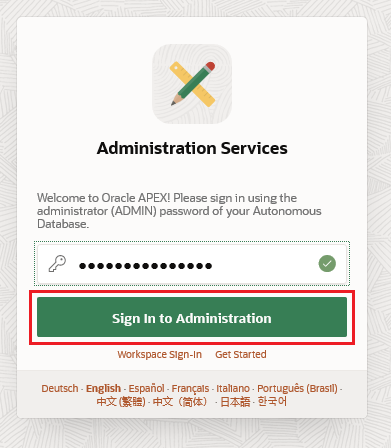 Administration Services
Welcome to Oracle APEX! Please sign in using the
administrator (ADMIN) password of your Autonomous
Database.
●●●●●●●●●●●●●●●
Sign In to Administration
Workspace Sign-In Get Started
Deutsch · English · Español · Français · Italiano · Português (Brasil) ·
中文 (繁體) · 中文（简体） · 日本語 · 한국어